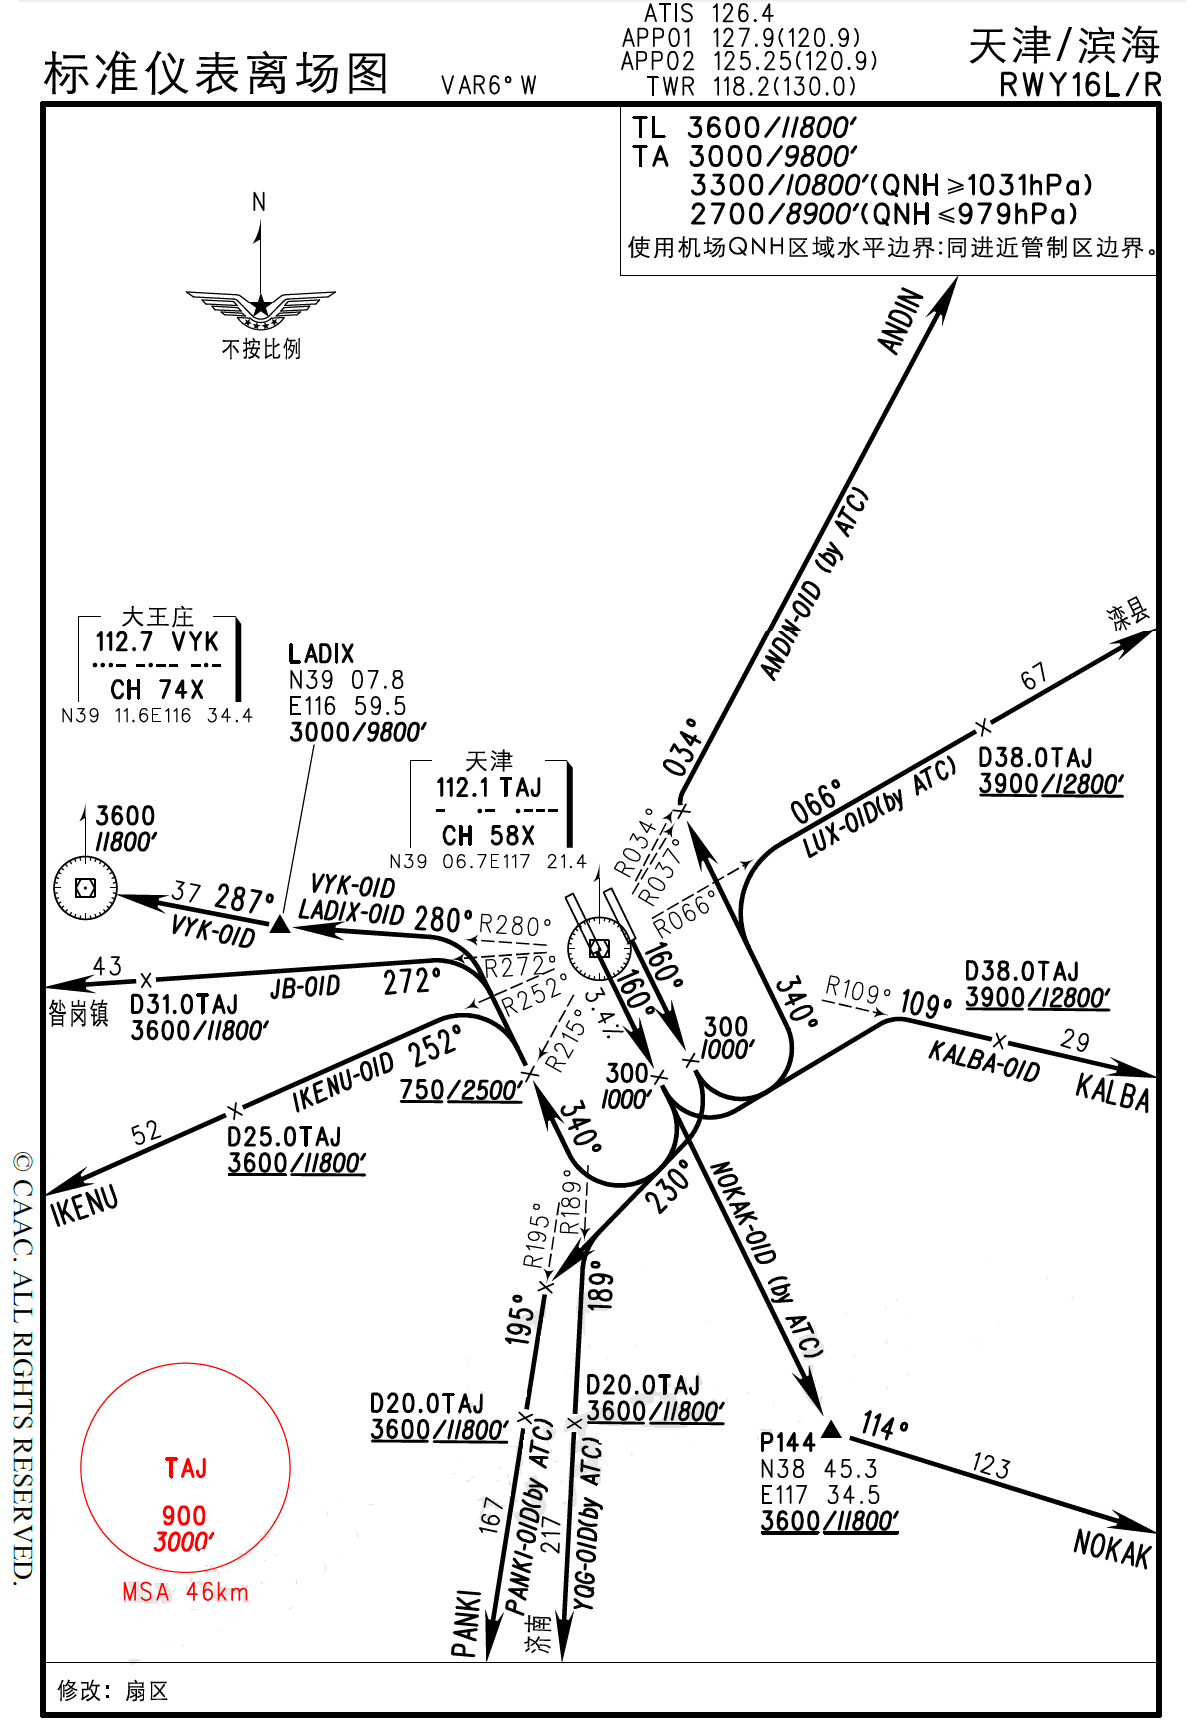 标准仪表离场图
VAR6°W
ATIS 126.4
APP01 127.9(120.9)
APP02 125.25(120.9)
TWR 118.2(130.0)
天津/滨海
RWY16L/R
TL 3600/11800′
TA 3000/9800′
3300/10800′(QNH≥1031hPa)
2700/8900′(QNH≤979hPa)
使用机场QNH区域水平边界:同进近管制区边界。
N
不按比例
ANDIN
ANDIN-01D (by ATC)
034°
滦县
67
D38.0TAJ
3900/12800′
066°
LUX-01D(by ATC)
大王庄
112.7 VYK
CH 74X
N39 11.6E116 34.4
LADIX
N39 07.8
E116 59.5
3000/9800′
天津
112.1 TAJ
CH 58X
N39 06.7E117 21.4
3600
11800′
37
287°
VYK-01D
VYK-01D
LADIX-01D
280°
R280°
R272°
R252°
R215°
R034°
R037°
R066°
3.4%
160°
160°
43
昝岗镇
D31.0TAJ
3600/11800′
JB-01D
272°
IKENU-01D
252°
750/2500′
52
D25.0TAJ
3600/11800′
IKENU
340°
300
1000′
300
1000′
340°
R109°
109°
D38.0TAJ
3900/12800′
29
KALBA-01D
KALBA
230°
NOKAK-01D (by ATC)
R195°
R189°
195°
189°
D20.0TAJ
3600/11800′
D20.0TAJ
3600/11800′
167
PANKI-01D(by ATC)
PANKI
217
YQG-01D(by ATC)
济南
P144
N38 45.3
E117 34.5
3600/11800′
114°
123
NOKAK
TAJ
900
3000′
MSA 46km
修改: 扇区
© CAAC. ALL RIGHTS RESERVED.